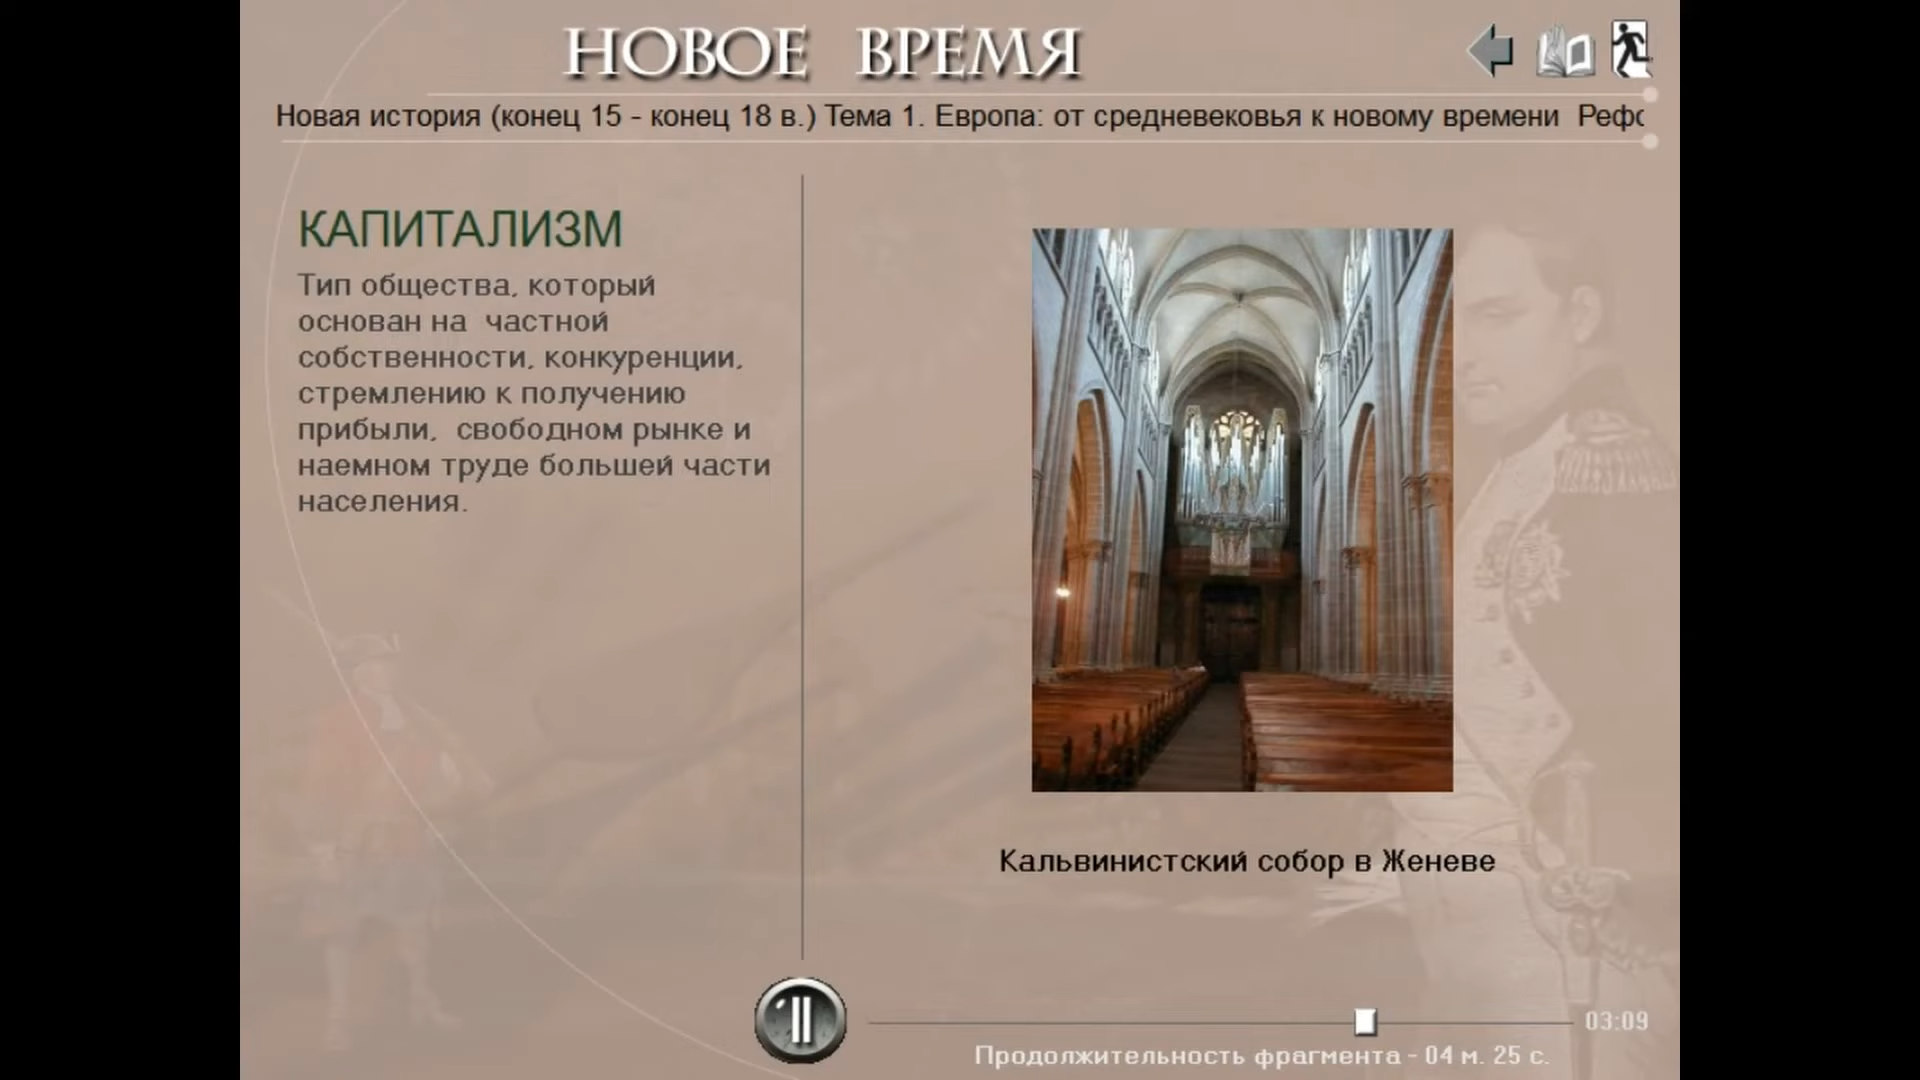 НОВОЕ ВРЕМЯ
Новая история (конец 15 - конец 18 в.) Тема 1. Европа: от средневековья к новому времени
КАПИТАЛИЗМ
Тип общества, который
основан на частной
собственности, конкуренции,
стремлению к получению
прибыли, свободном рынке и
наемном труде большей части
населения.
Кальвинистский собор в Женеве
03:09
Продолжительность фрагмента - 04 м. 25 с.